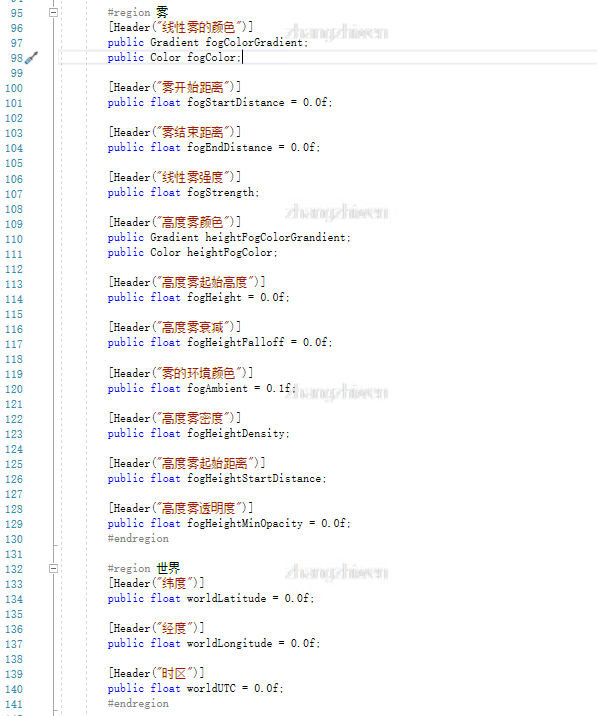 95 #region 雾
96 [Header("线性雾的颜色")]
97 public Gradient fogColorGradient;
98 public Color fogColor;
99
100 [Header("雾开始距离")]
101 public float fogStartDistance = 0.0f;
102
103 [Header("雾结束距离")]
104 public float fogEndDistance = 0.0f;
105
106 [Header("线性雾强度")]
107 public float fogStrength;
108
109 [Header("高度雾颜色")]
110 public Gradient heightFogColorGrandient;
111 public Color heightFogColor;
112
113 [Header("高度雾起始高度")]
114 public float fogHeight = 0.0f;
115
116 [Header("高度雾衰减")]
117 public float fogHeightFalloff = 0.0f;
118
119 [Header("雾的环境颜色")]
120 public float fogAmbient = 0.1f;
121
122 [Header("高度雾密度")]
123 public float fogHeightDensity;
124
125 [Header("高度雾起始距离")]
126 public float fogHeightStartDistance;
127
128 [Header("高度雾透明度")]
129 public float fogHeightMinOpacity = 0.0f;
130 #endregion
131
132 #region 世界
133 [Header("纬度")]
134 public float worldLatitude = 0.0f;
135
136 [Header("经度")]
137 public float worldLongitude = 0.0f;
138
139 [Header("时区")]
140 public float worldUTC = 0.0f;
141 #endregion
zhangzhiwen
zhangzhiwen
zhangzhiwen
zhangzhiwen